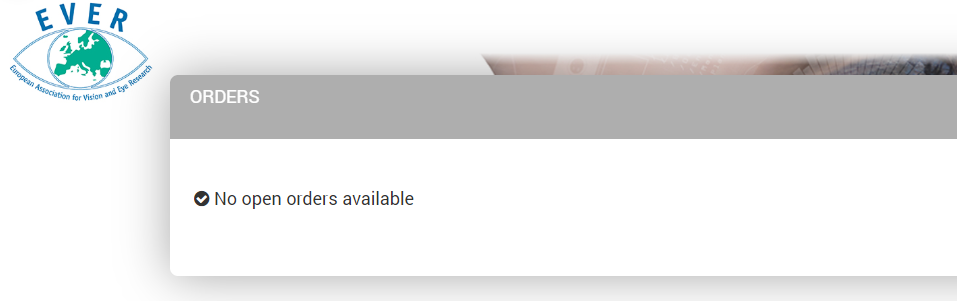 EVER
European Association for Vision and Eye Research
ORDERS
No open orders available